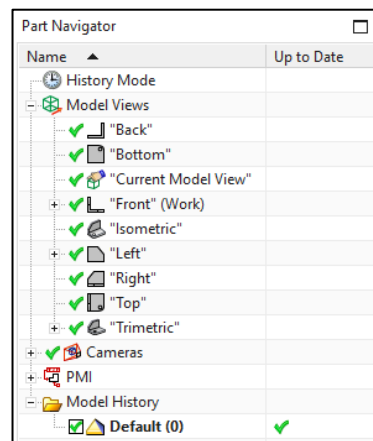 Part Navigator
Name Up to Date
History Mode
Model Views
"Back"
"Bottom"
"Current Model View"
"Front" (Work)
"Isometric"
"Left"
"Right"
"Top"
"Trimetric"
Cameras
PMI
Model History
Default (0)